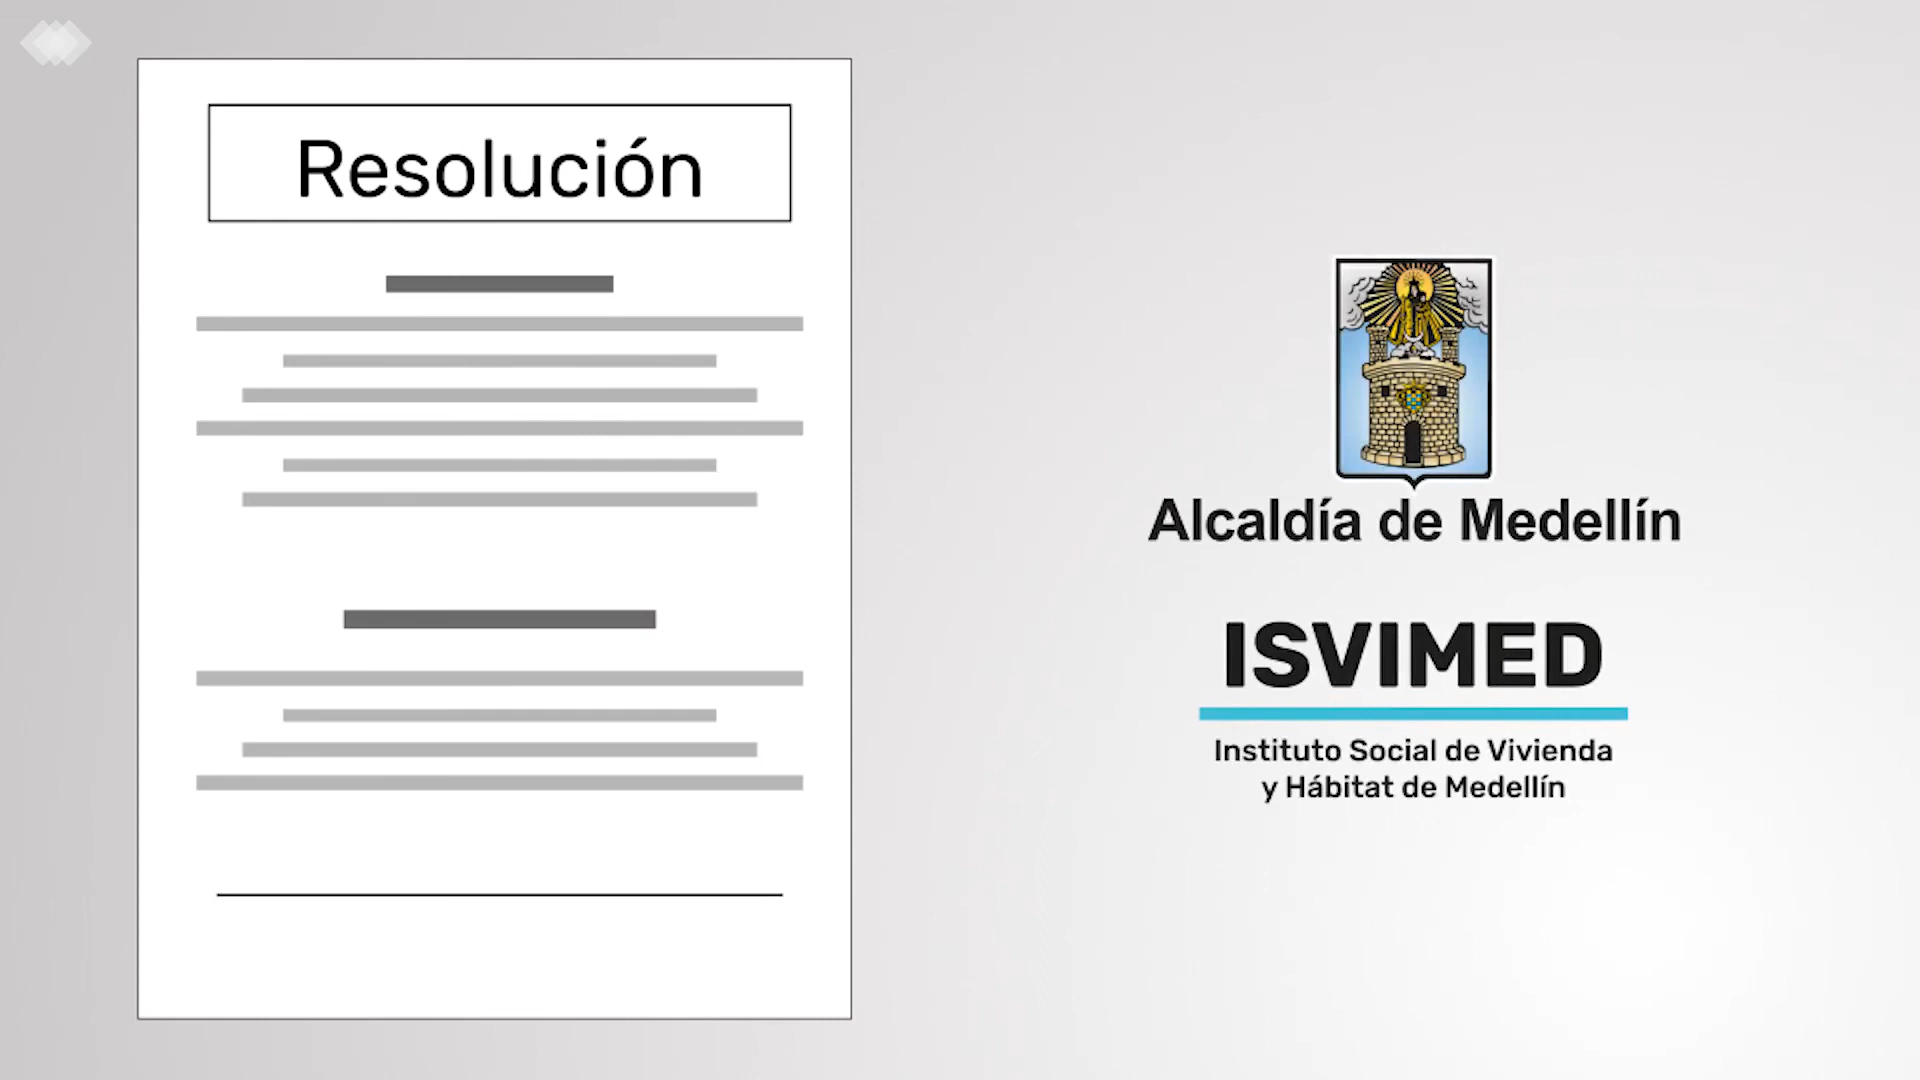 Resolución
Alcaldía de Medellín
ISVIMED
Instituto Social de Vivienda
y Hábitat de Medellín